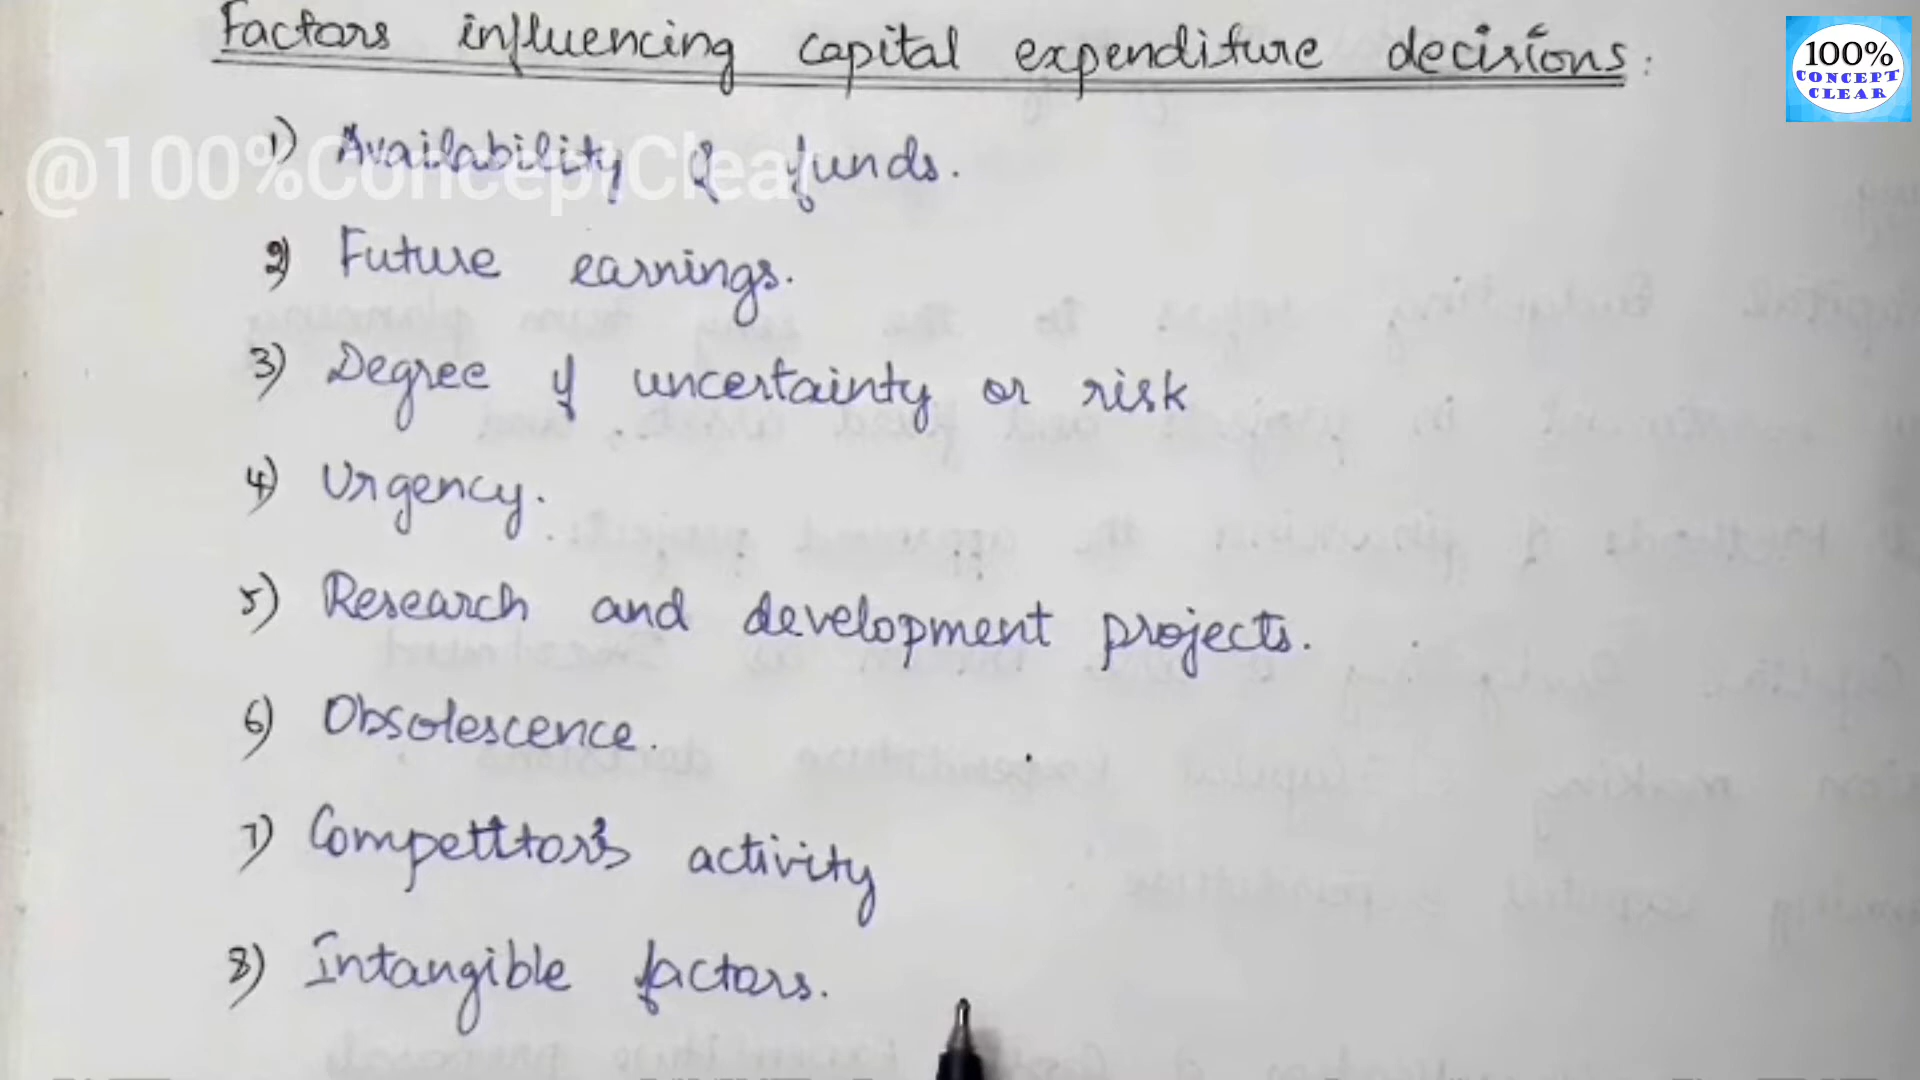 Factors influencing capital expenditure decisions:
100%
CONCEPT
CLEAR
@100%ConceptClear
1) Availability of funds.
2) Future earnings.
3) Degree of uncertainty or risk
4) Urgency.
5) Research and development projects.
6) Obsolescence.
7) Competitor's activity
8) Intangible factors.